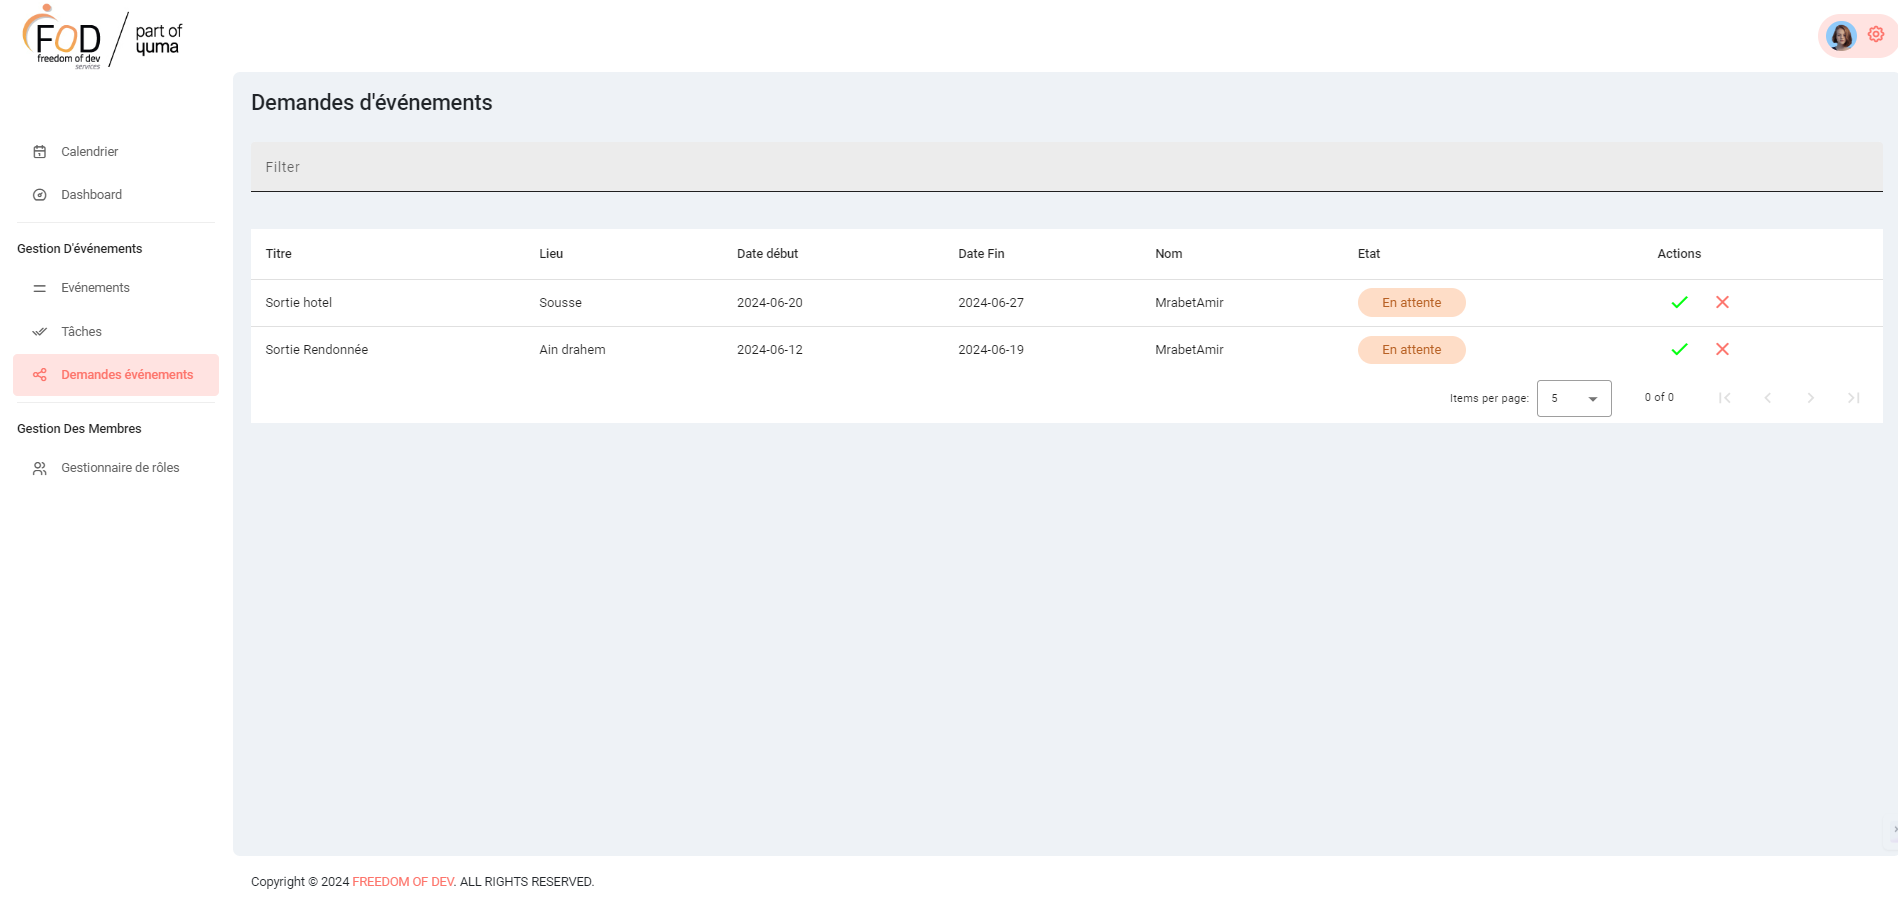 FOD
freedom of dev
services
part of
yuma
Calendrier
Dashboard
Gestion D'événements
Evénements
Tâches
Demandes événements
Gestion Des Membres
Gestionnaire de rôles
Demandes d'événements
Filter
Titre Lieu Date début Date Fin Nom Etat Actions
Sortie hotel Sousse 2024-06-20 2024-06-27 MrabetAmir En attente
Sortie Rendonnée Ain drahem 2024-06-12 2024-06-19 MrabetAmir En attente
Items per page: 5 0 of 0
Copyright © 2024 FREEDOM OF DEV. ALL RIGHTS RESERVED.